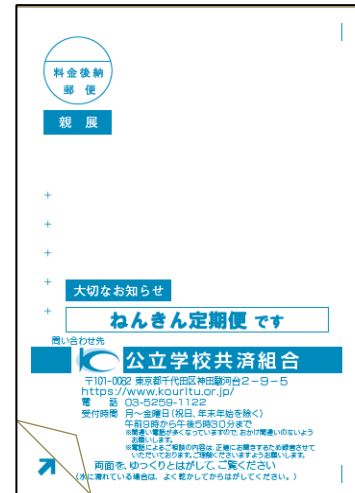 料金後納
郵便
親展
大切なお知らせ
ねんきん定期便 です
問い合わせ先
公立学校共済組合
〒101-0062 東京都千代田区神田駿河台2-9-5
https://www.kouritu.or.jp/
電　話 03-5259-1122
受付時間 月〜金曜日(祝日、年末年始を除く)
午前9時から午後5時30分まで
※間違い電話が多くなっていますので、おかけ間違いのないよう
お願いします。
※電話によるご相談の内容は、正確にお聞きするため録音させて
いただいております。ご理解くださいますようお願いします。
両面を、ゆっくりとはがして、ご覧ください
(水に濡れている場合は、よく乾かしてからはがしてください。)